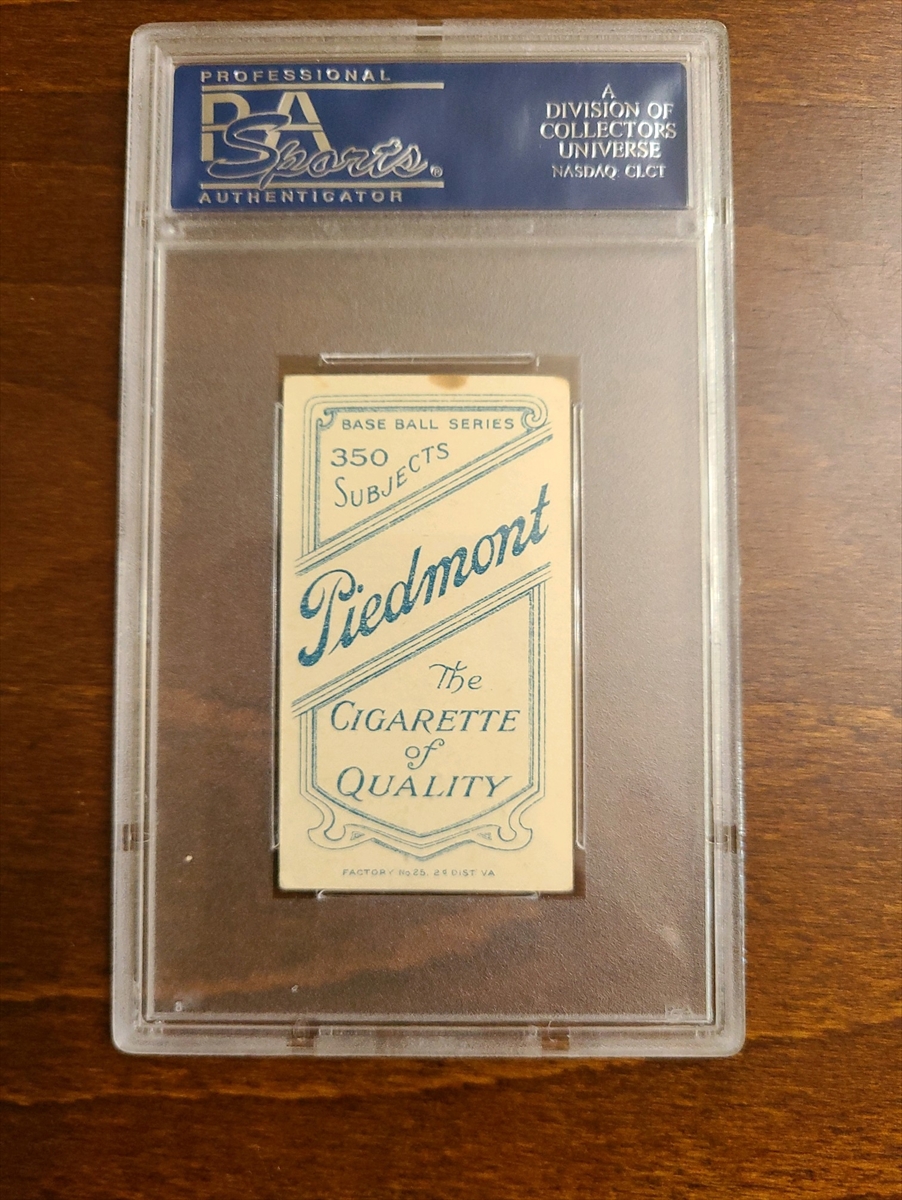 PROFESSIONAL
PSA
Sports®
AUTHENTICATOR
A
DIVISION OF
COLLECTORS
UNIVERSE
NASDAQ: CLCT
BASE BALL SERIES
350
SUBJECTS
Piedmont
The
CIGARETTE
of
QUALITY
FACTORY No 25, 2d DIST VA